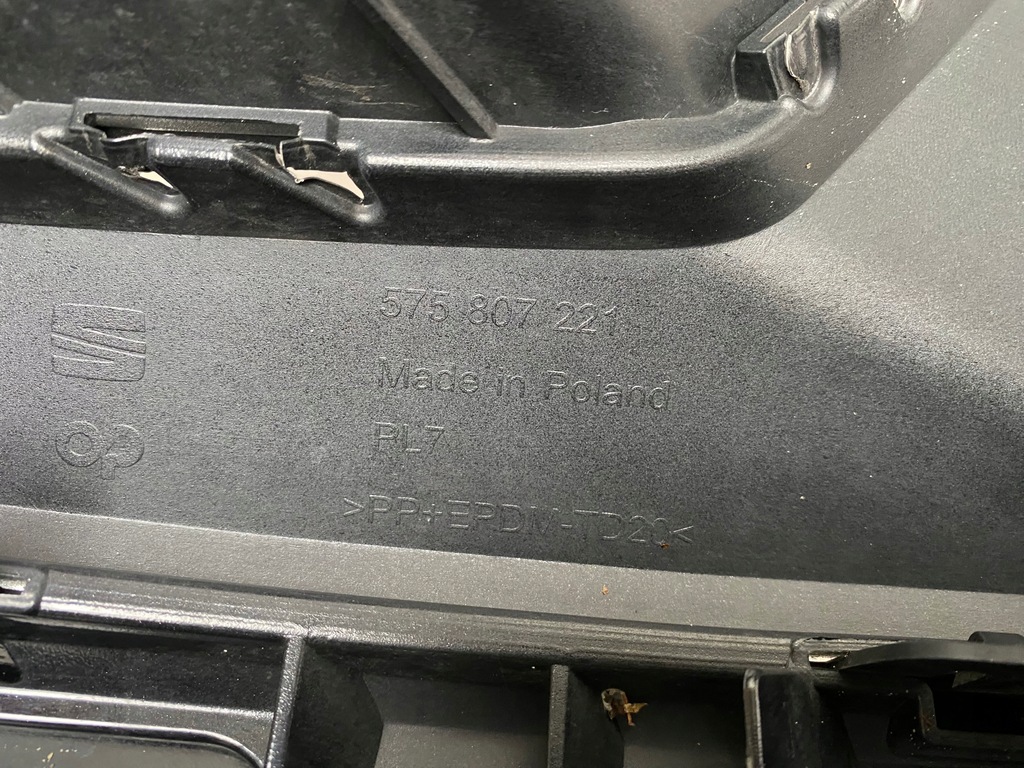 575 807 221
Made in Poland
RL7
>PP+EPDM-TD20<